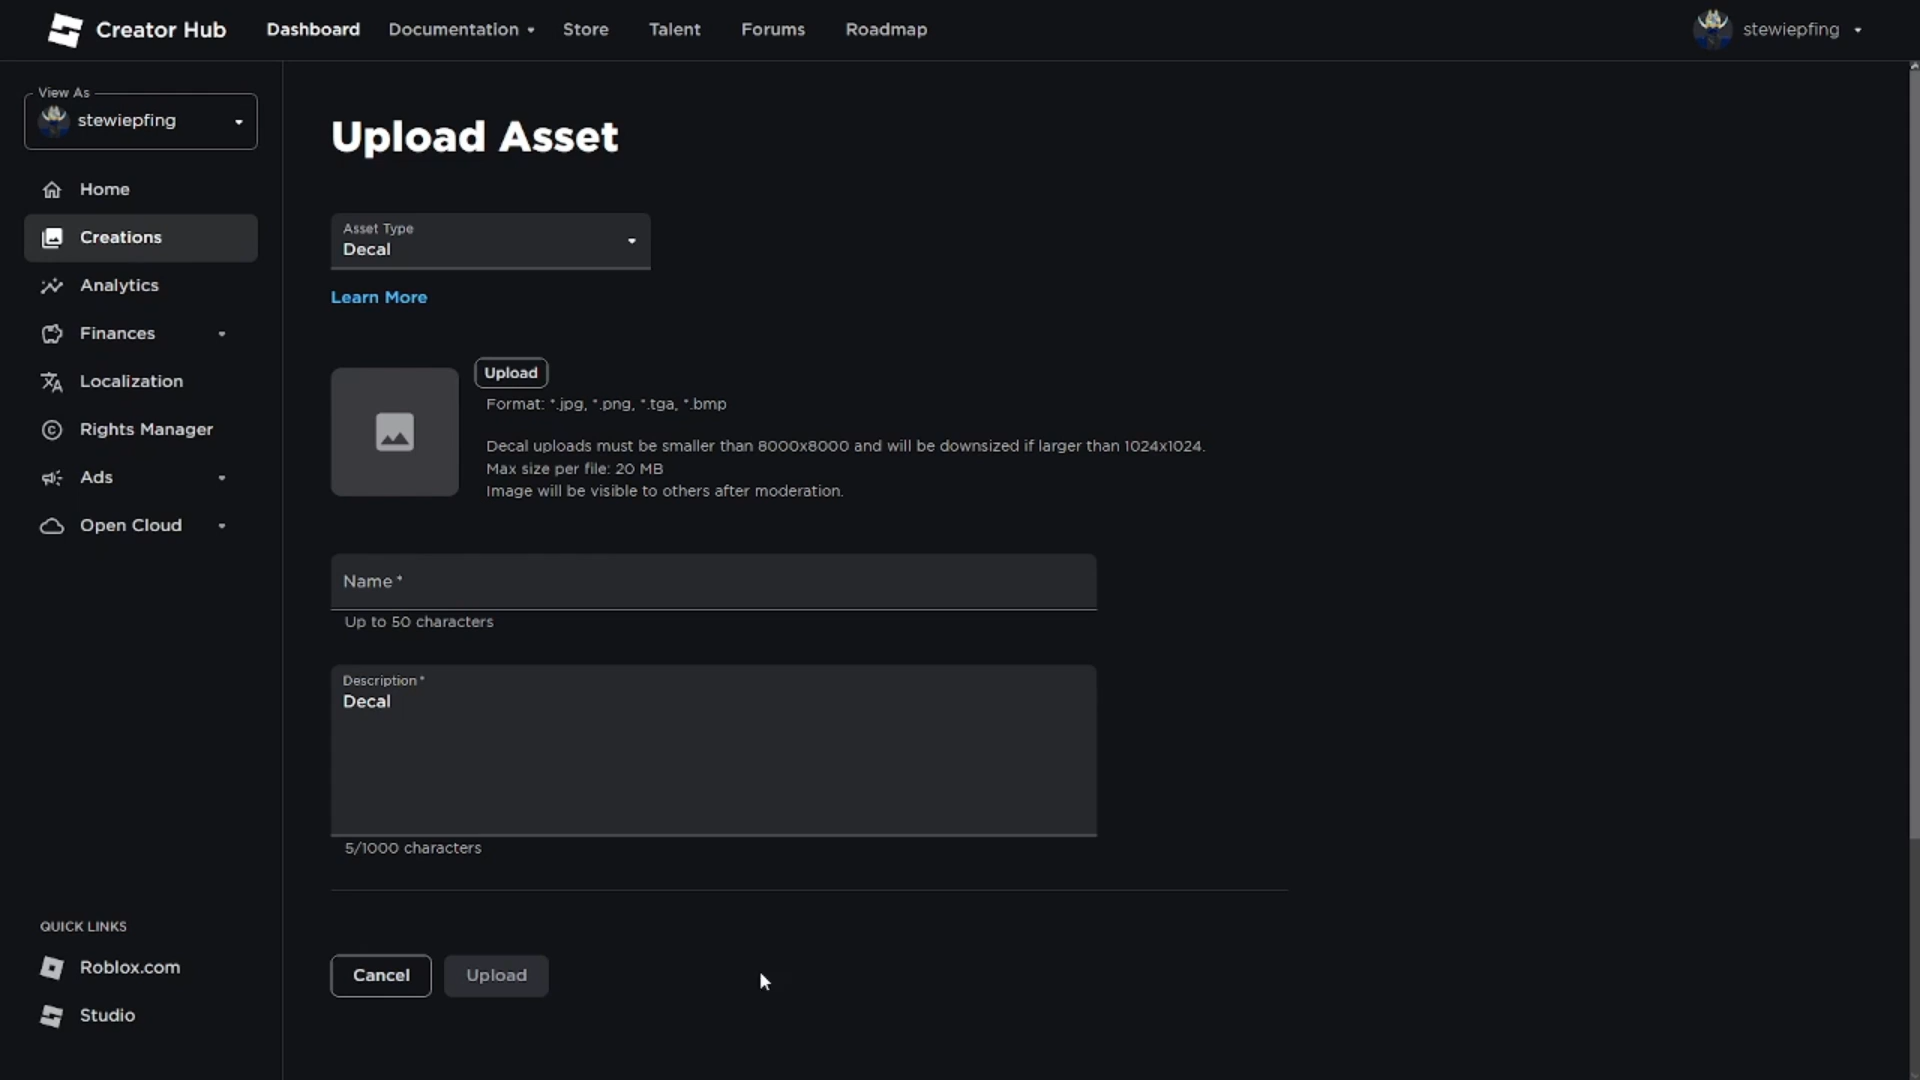 Creator Hub
Dashboard
Documentation
Store
Talent
Forums
Roadmap
stewiepfing
View As
stewiepfing
Home
Creations
Analytics
Finances
Localization
Rights Manager
Ads
Open Cloud
QUICK LINKS
Roblox.com
Studio
Upload Asset
Asset Type
Decal
Learn More
Upload
Format: *.jpg, *.png, *.tga, *.bmp
Decal uploads must be smaller than 8000x8000 and will be downsized if larger than 1024x1024.
Max size per file: 20 MB
Image will be visible to others after moderation.
Name *
Up to 50 characters
Description *
Decal
5/1000 characters
Cancel
Upload